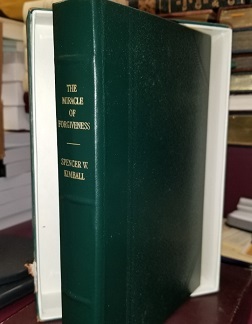 THE
MIRACLE
OF
FORGIVENESS
SPENCER W.
KIMBALL